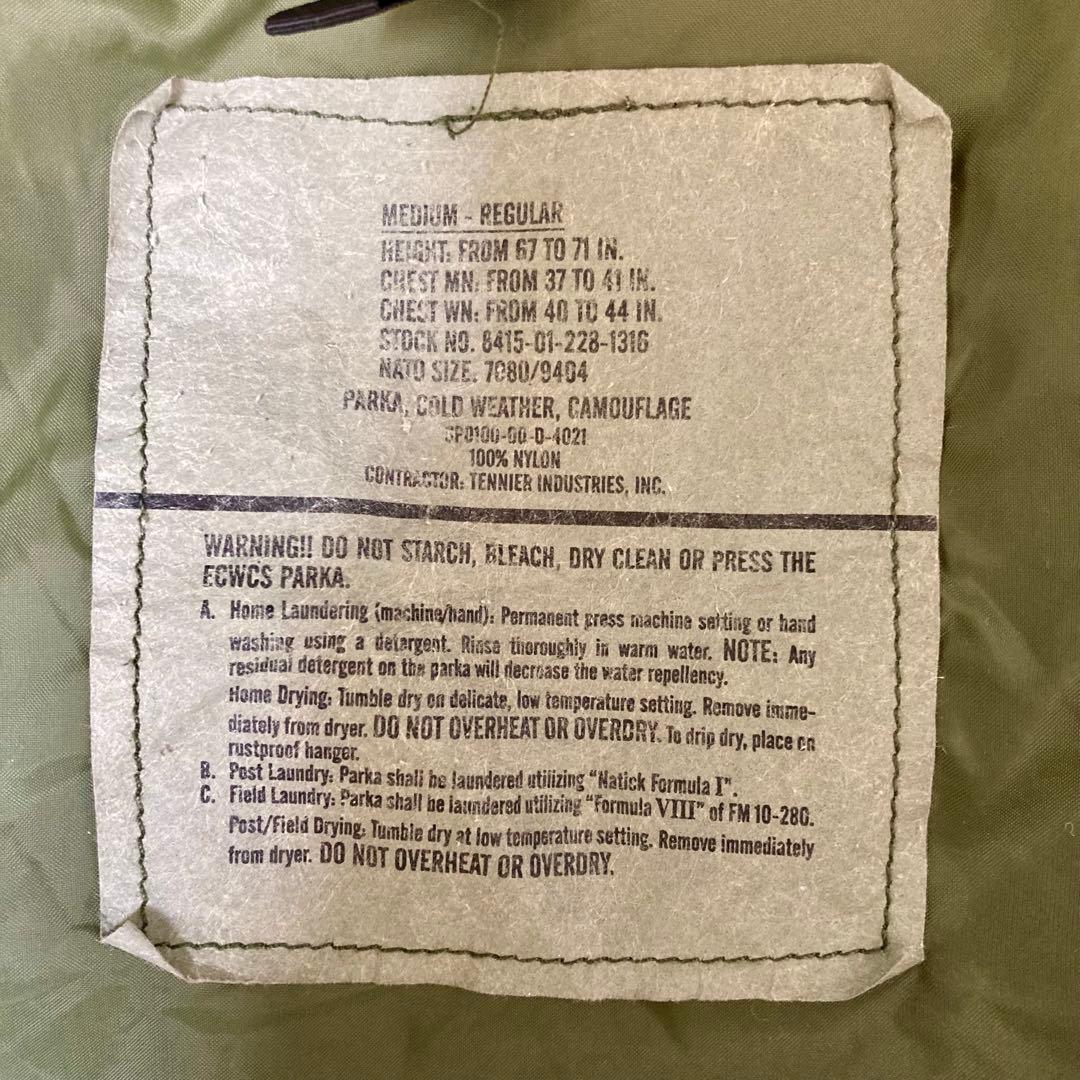 MEDIUM - REGULAR
HEIGHT: FROM 67 TO 71 IN.
CHEST MN: FROM 37 TO 41 IN.
CHEST WN: FROM 40 TO 44 IN.
STOCK NO. 8415-01-228-1316
NATO SIZE. 7080/9404
PARKA, COLD WEATHER, CAMOUFLAGE
SP0100-00-D-4021
100% NYLON
CONTRACTOR: TENNIER INDUSTRIES, INC.
WARNING!! DO NOT STARCH, BLEACH, DRY CLEAN OR PRESS THE
ECWCS PARKA.
A. Home Laundering (machine/hand): Permanent press machine setting or hand
washing using a detergent. Rinse thoroughly in warm water. NOTE: Any
residual detergent on the parka will decrease the water repellency.
Home Drying: Tumble dry on delicate, low temperature setting. Remove imme-
diately from dryer. DO NOT OVERHEAT OR OVERDRY. To drip dry, place on
rustproof hanger.
B. Post Laundry: Parka shall be laundered utilizing "Natick Formula I".
C. Field Laundry: Parka shall be laundered utilizing "Formula VIII" of FM 10-280.
Post/Field Drying: Tumble dry at low temperature setting. Remove immediately
from dryer. DO NOT OVERHEAT OR OVERDRY.